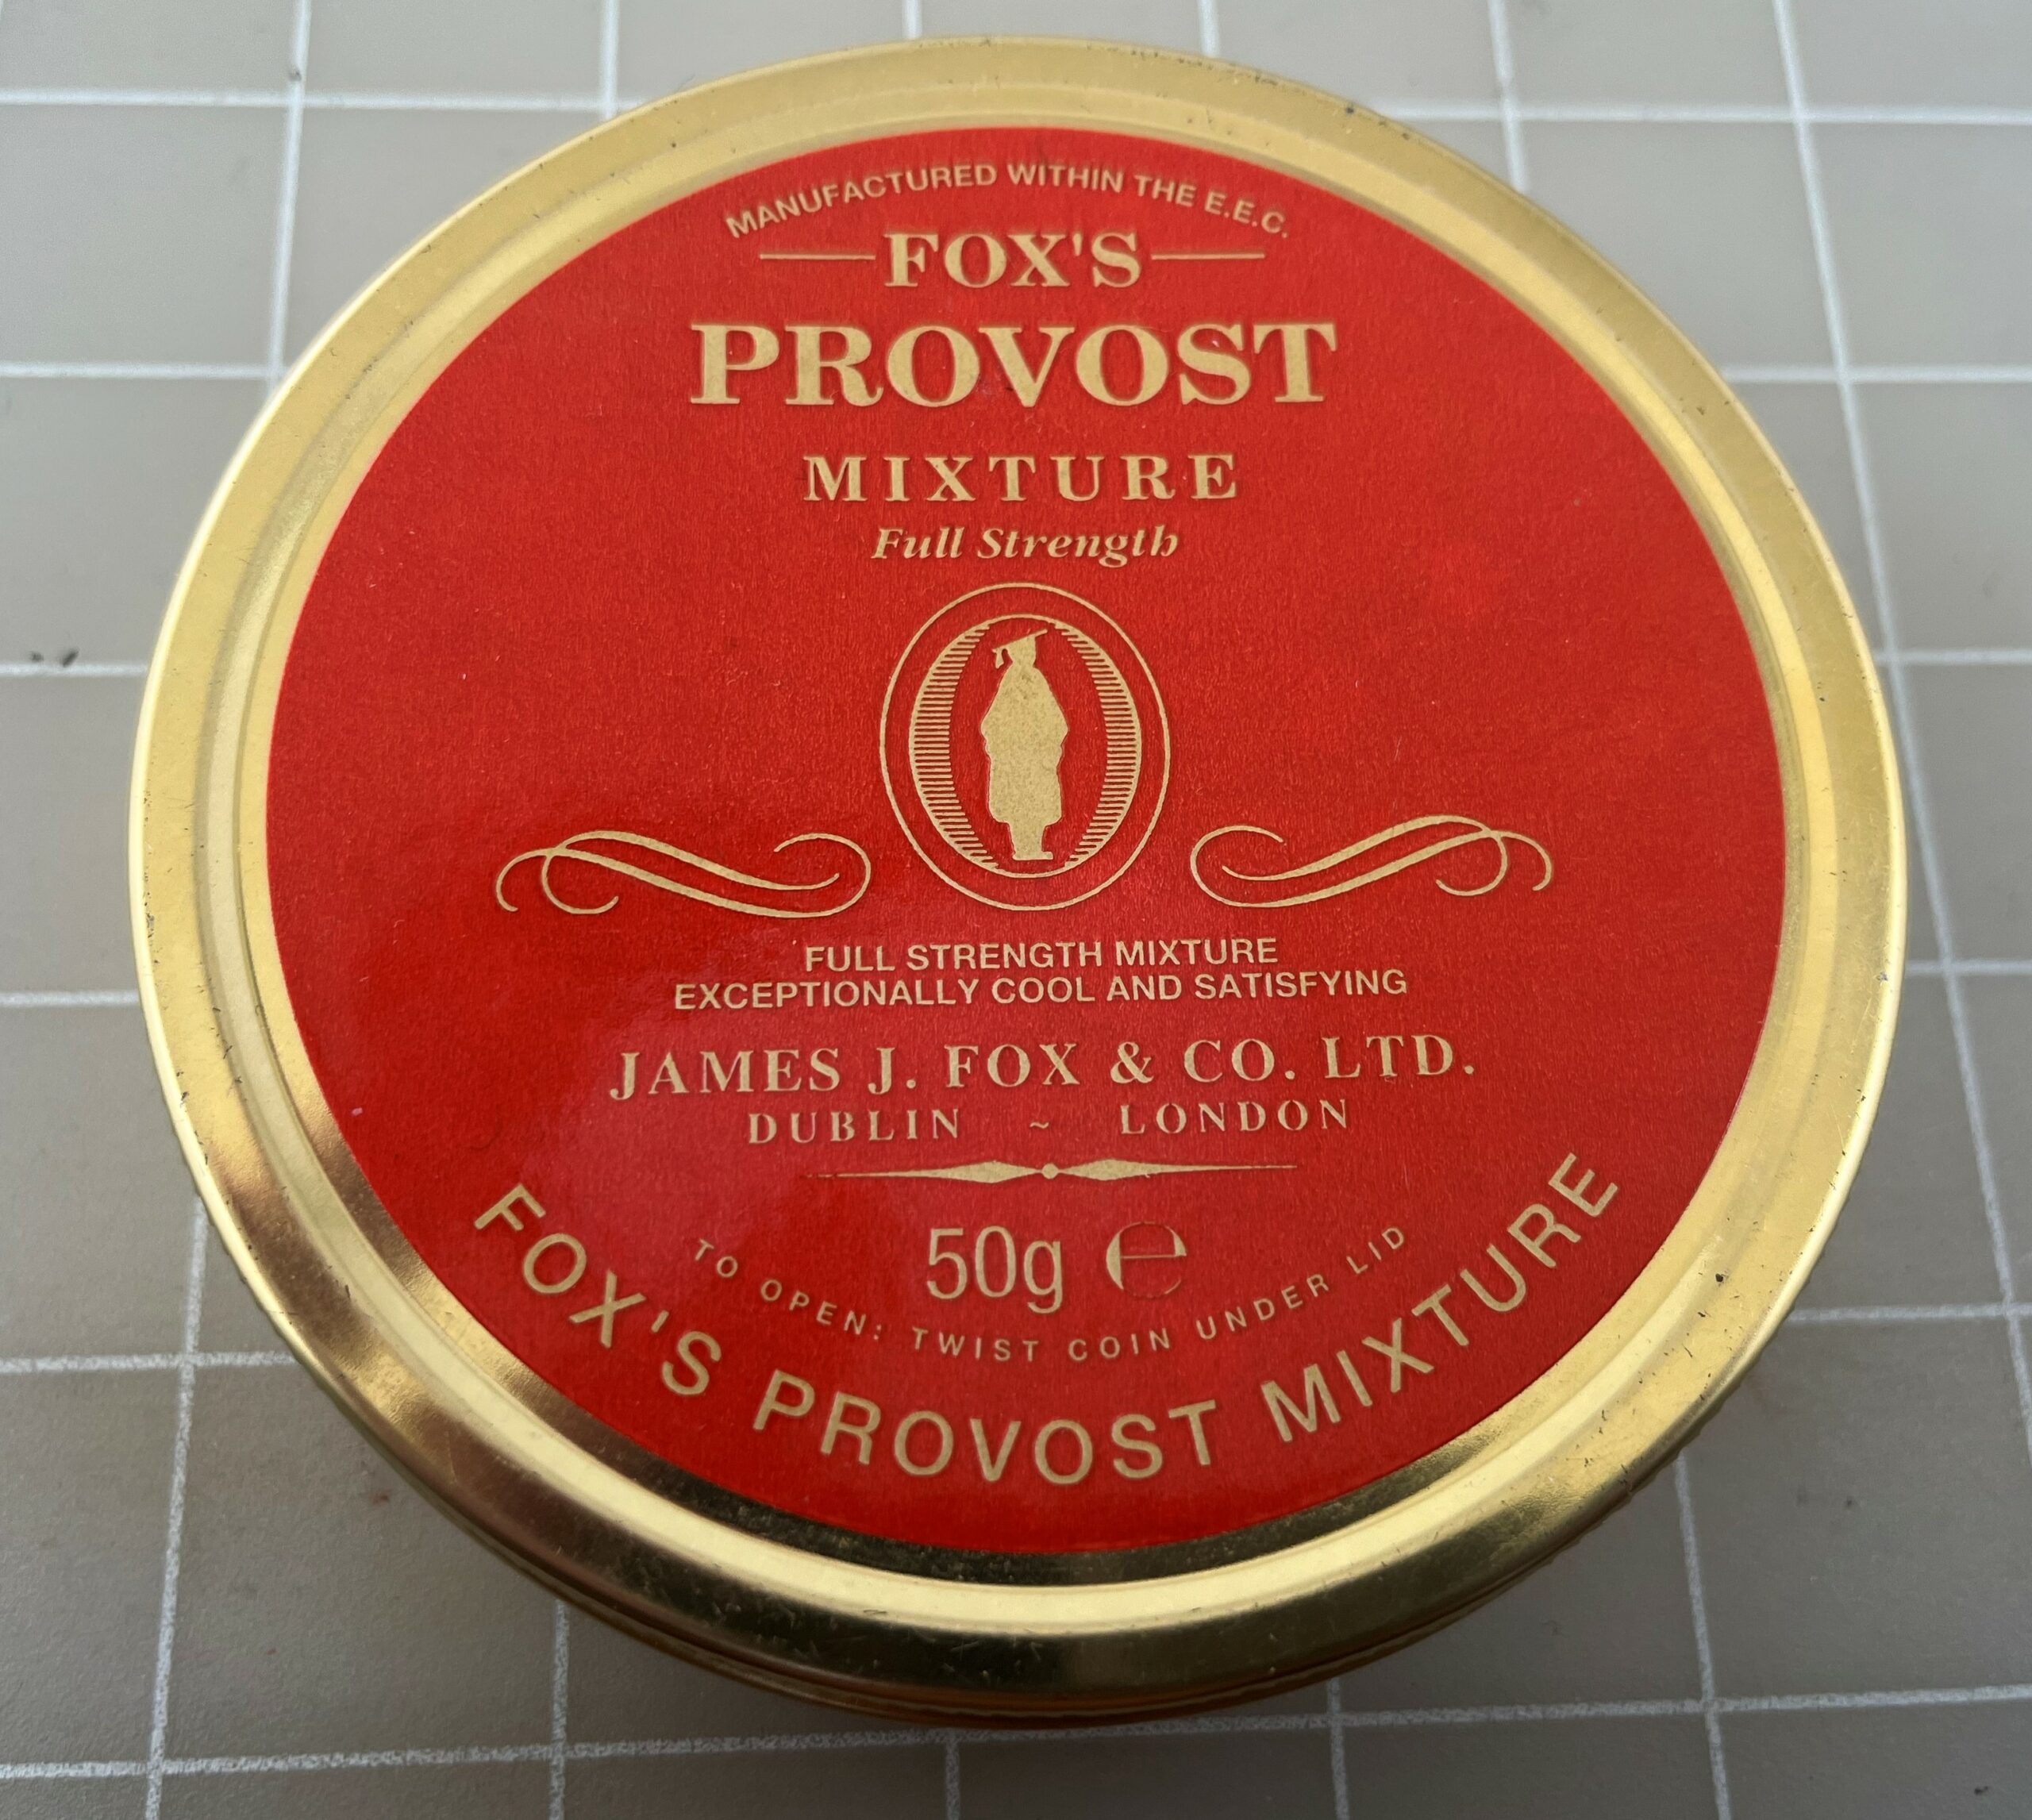 MANUFACTURED WITHIN THE E.E.C.
FOX'S
PROVOST
MIXTURE
Full Strength
FULL STRENGTH MIXTURE
EXCEPTIONALLY COOL AND SATISFYING
JAMES J. FOX & CO. LTD.
DUBLIN ~ LONDON
50g ℮
TO OPEN: TWIST COIN UNDER LID
FOX'S PROVOST MIXTURE